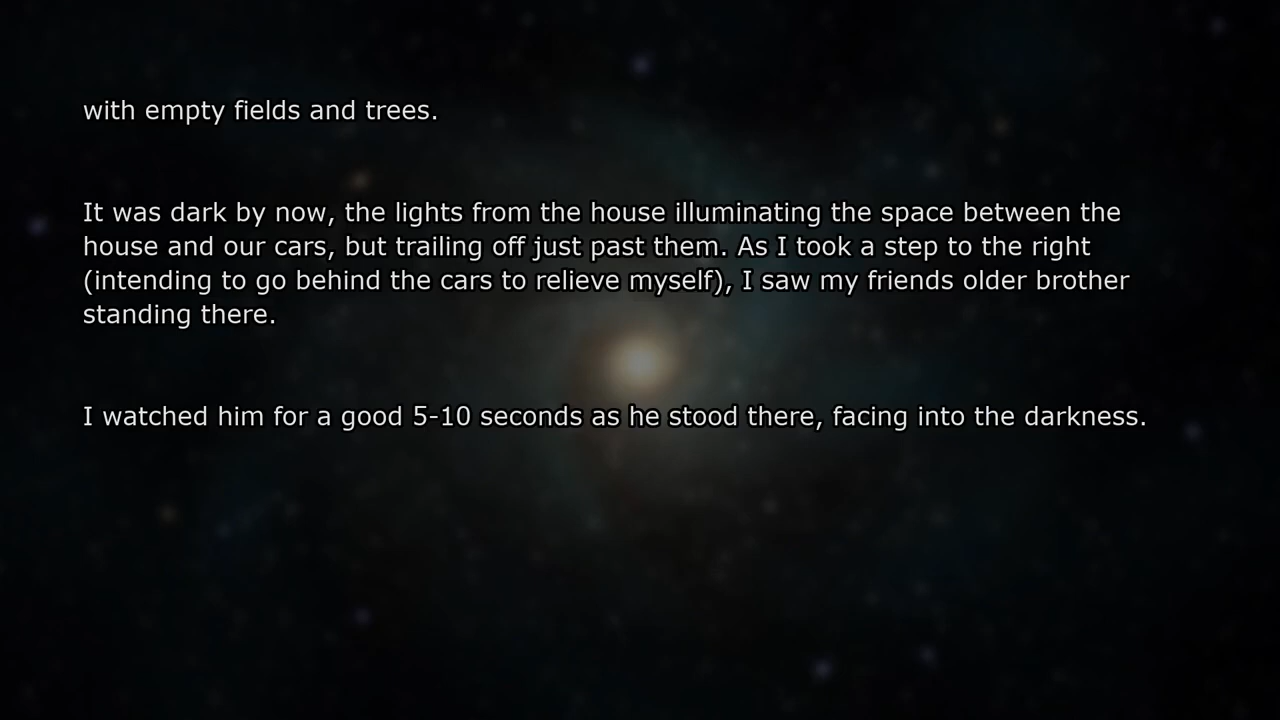 with empty fields and trees.
It was dark by now, the lights from the house illuminating the space between the
house and our cars, but trailing off just past them. As I took a step to the right
(intending to go behind the cars to relieve myself), I saw my friends older brother
standing there.
I watched him for a good 5-10 seconds as he stood there, facing into the darkness.